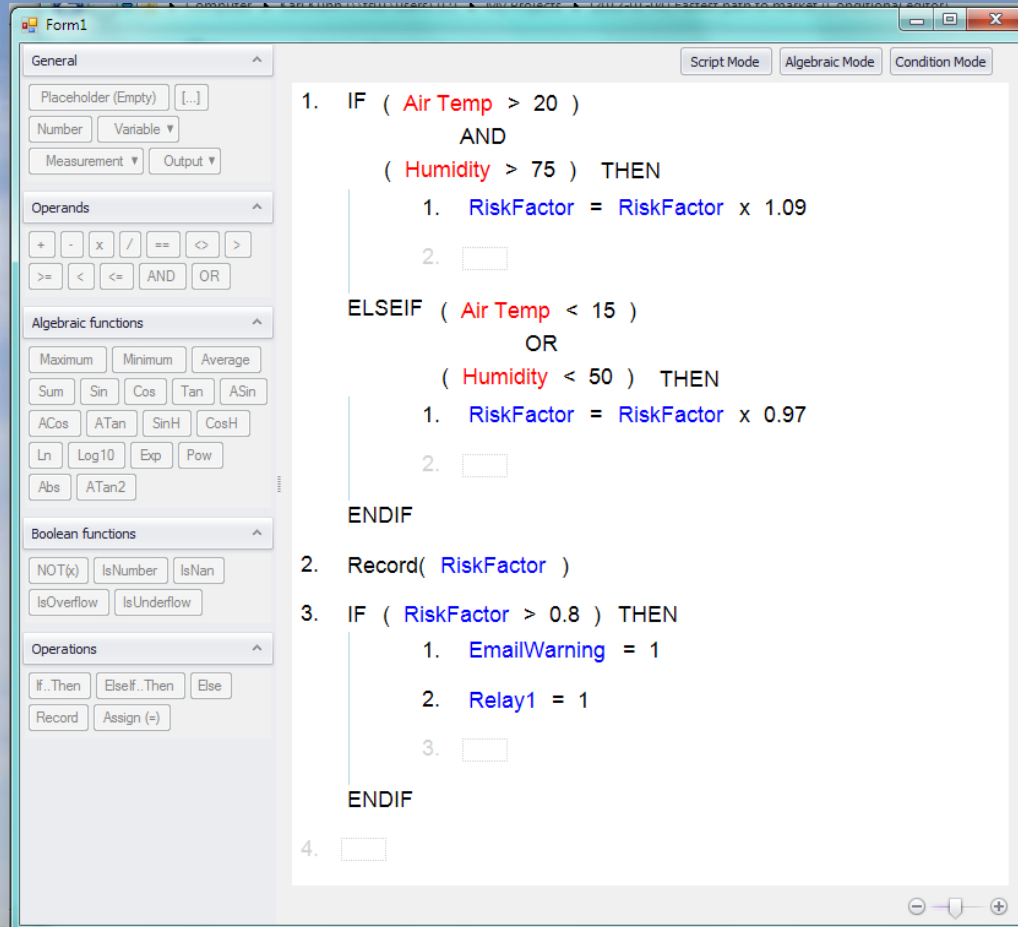 Form1
General
Placeholder (Empty) [...]
Number Variable
Measurement Output
Operands
+ - x / == <> >
>= < <= AND OR
Algebraic functions
Maximum Minimum Average
Sum Sin Cos Tan ASin
ACos ATan SinH CosH
Ln Log10 Exp Pow
Abs ATan2
Boolean functions
NOT(x) IsNumber IsNan
IsOverflow IsUnderflow
Operations
If..Then ElseIf..Then Else
Record Assign (=)
Script Mode Algebraic Mode Condition Mode
1. IF ( Air Temp > 20 )
AND
( Humidity > 75 ) THEN
1. RiskFactor = RiskFactor x 1.09
2.
ELSEIF ( Air Temp < 15 )
OR
( Humidity < 50 ) THEN
1. RiskFactor = RiskFactor x 0.97
2.
ENDIF
2. Record( RiskFactor )
3. IF ( RiskFactor > 0.8 ) THEN
1. EmailWarning = 1
2. Relay1 = 1
3.
ENDIF
4.